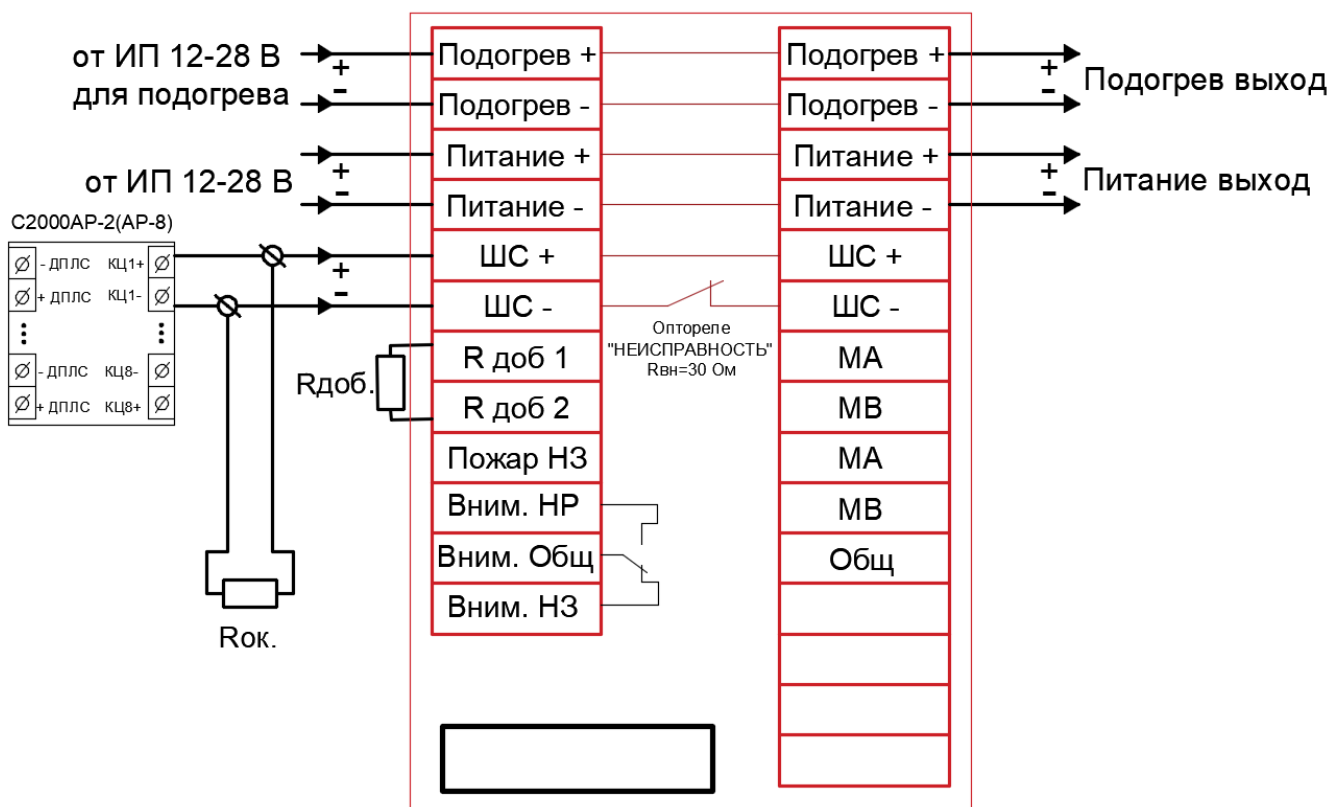 от ИП 12-28 В
для подогрева
+
-
от ИП 12-28 В
+
-
С2000АР-2(АР-8)
- ДПЛС КЦ1+
+ ДПЛС КЦ1-
- ДПЛС КЦ8-
+ ДПЛС КЦ8+
+
-
Rдоб.
Rок.
Подогрев +
Подогрев -
Питание +
Питание -
ШС +
ШС -
R доб 1
R доб 2
Пожар НЗ
Вним. НР
Вним. Общ
Вним. НЗ
Оптореле
"НЕИСПРАВНОСТЬ"
Rвн=30 Ом
Подогрев +
Подогрев -
Питание +
Питание -
ШС +
ШС -
МА
МВ
МА
МВ
Общ
+
-
Подогрев выход
+
-
Питание выход